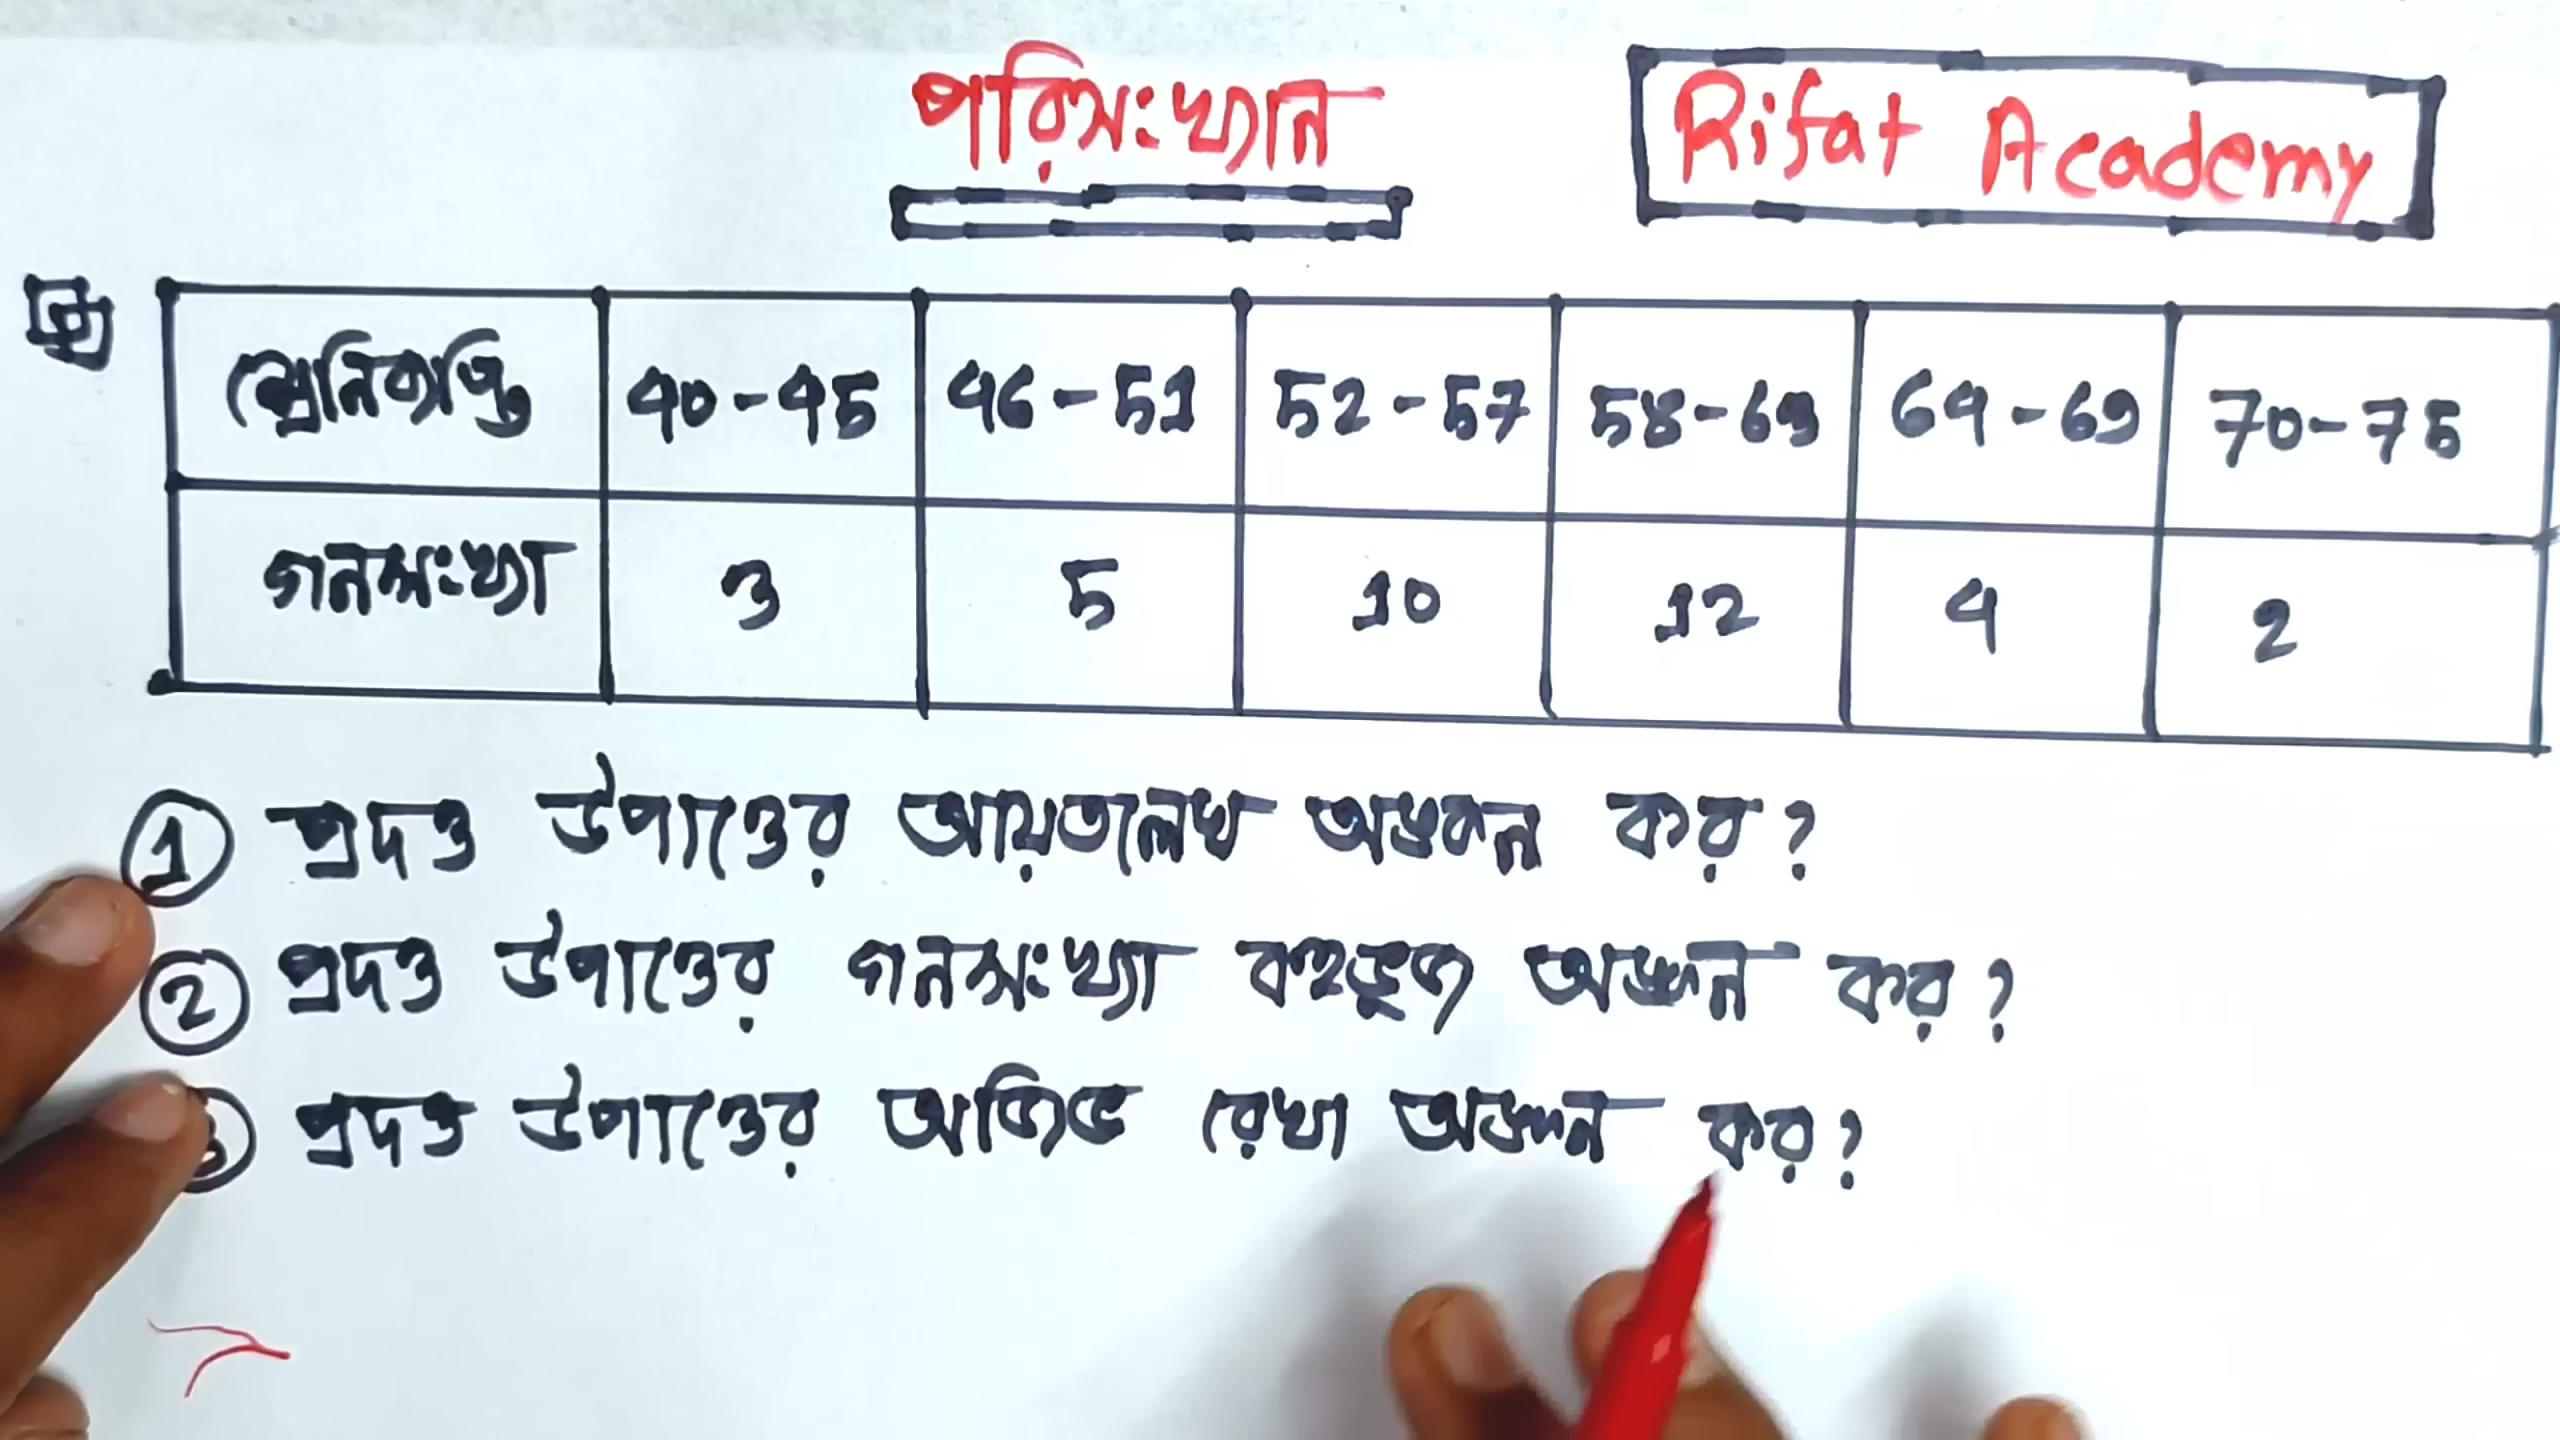 পরিসংখ্যান
Rifat Academy
শ্রেনিব্যপ্তি 40-45 46-51 52-57 58-63 64-69 70-75
গনসংখ্যা 3 5 10 12 4 2
1 প্রদত্ত উপাত্তের আয়তলেখ অঙকন কর?
2 প্রদত্ত উপাত্তের গনসংখ্যা বহুভুজ অঙ্কন কর?
3 প্রদত্ত উপাত্তের অজিভ রেখা অঙ্কন কর?